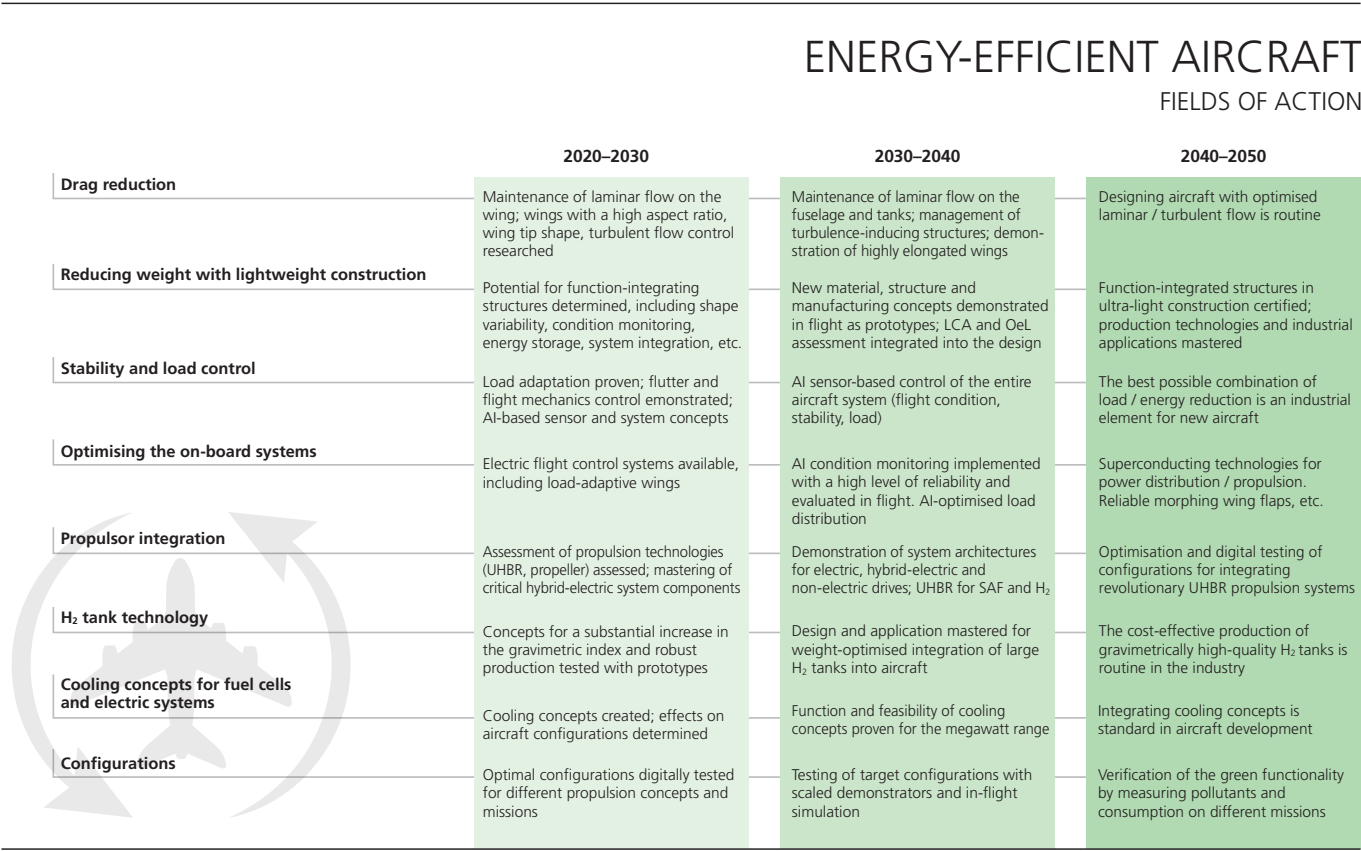 ENERGY-EFFICIENT AIRCRAFT
FIELDS OF ACTION
2020–2030
2030–2040
2040–2050
Drag reduction
Maintenance of laminar flow on the
wing; wings with a high aspect ratio,
wing tip shape, turbulent flow control
researched
Maintenance of laminar flow on the
fuselage and tanks; management of
turbulence-inducing structures; demon-
stration of highly elongated wings
Designing aircraft with optimised
laminar / turbulent flow is routine
Reducing weight with lightweight construction
Potential for function-integrating
structures determined, including shape
variability, condition monitoring,
energy storage, system integration, etc.
New material, structure and
manufacturing concepts demonstrated
in flight as prototypes; LCA and OeL
assessment integrated into the design
Function-integrated structures in
ultra-light construction certified;
production technologies and industrial
applications mastered
Stability and load control
Load adaptation proven; flutter and
flight mechanics control emonstrated;
AI-based sensor and system concepts
AI sensor-based control of the entire
aircraft system (flight condition,
stability, load)
The best possible combination of
load / energy reduction is an industrial
element for new aircraft
Optimising the on-board systems
Electric flight control systems available,
including load-adaptive wings
AI condition monitoring implemented
with a high level of reliability and
evaluated in flight. AI-optimised load
distribution
Superconducting technologies for
power distribution / propulsion.
Reliable morphing wing flaps, etc.
Propulsor integration
Assessment of propulsion technologies
(UHBR, propeller) assessed; mastering of
critical hybrid-electric system components
Demonstration of system architectures
for electric, hybrid-electric and
non-electric drives; UHBR for SAF and H₂
Optimisation and digital testing of
configurations for integrating
revolutionary UHBR propulsion systems
H₂ tank technology
Concepts for a substantial increase in
the gravimetric index and robust
production tested with prototypes
Design and application mastered for
weight-optimised integration of large
H₂ tanks into aircraft
The cost-effective production of
gravimetrically high-quality H₂ tanks is
routine in the industry
Cooling concepts for fuel cells
and electric systems
Cooling concepts created; effects on
aircraft configurations determined
Function and feasibility of cooling
concepts proven for the megawatt range
Integrating cooling concepts is
standard in aircraft development
Configurations
Optimal configurations digitally tested
for different propulsion concepts and
missions
Testing of target configurations with
scaled demonstrators and in-flight
simulation
Verification of the green functionality
by measuring pollutants and
consumption on different missions